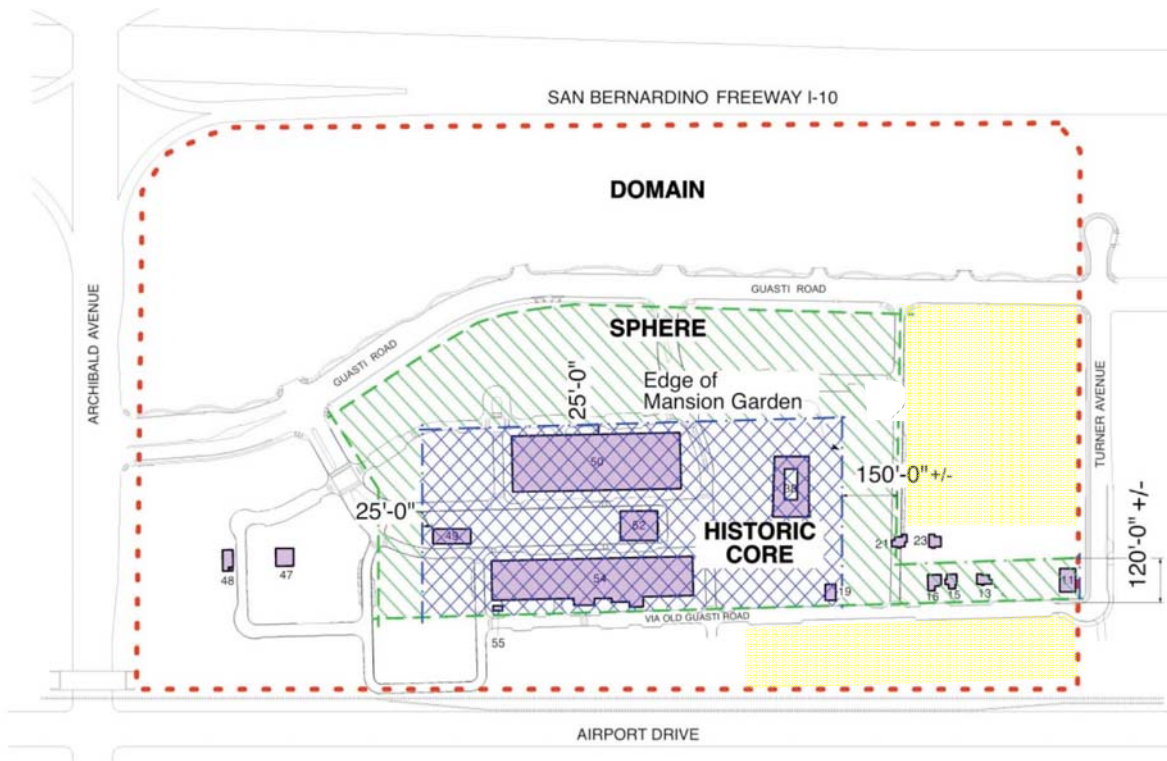 SAN BERNARDINO FREEWAY I-10
DOMAIN
ARCHIBALD AVENUE
GUASTI ROAD
SPHERE
GUASTI ROAD
Edge of
Mansion Garden
25'-0"
TURNER AVENUE
50
38
150'-0" +/-
25'-0"
49
52
HISTORIC
CORE
21
23
120'-0" +/-
48
47
54
19
16
15
13
11
VIA OLD GUASTI ROAD
55
AIRPORT DRIVE